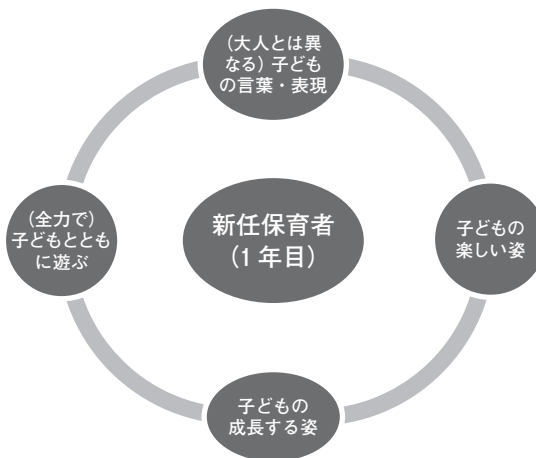 (大人とは異
なる) 子ども
の言葉・表現
(全力で)
子どもととも
に遊ぶ
新任保育者
(1 年目)
子どもの
楽しい姿
子どもの
成長する姿